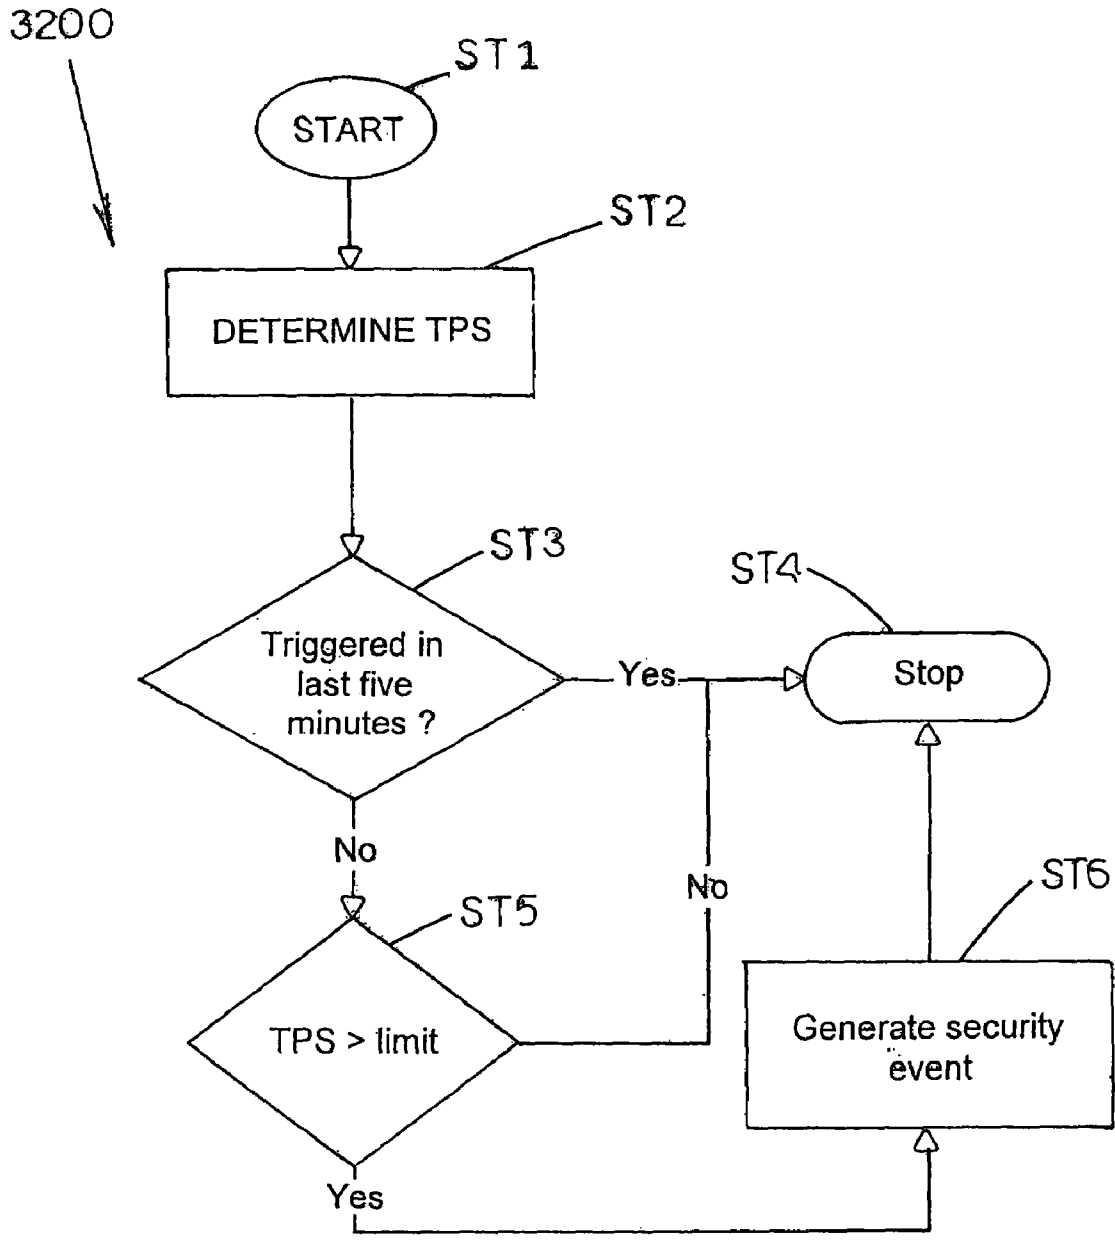 3200
ST1
START
ST2
DETERMINE TPS
ST3
Triggered in
last five
minutes ?
Yes
ST4
Stop
No
ST5
TPS > limit
No
ST6
Generate security
event
Yes